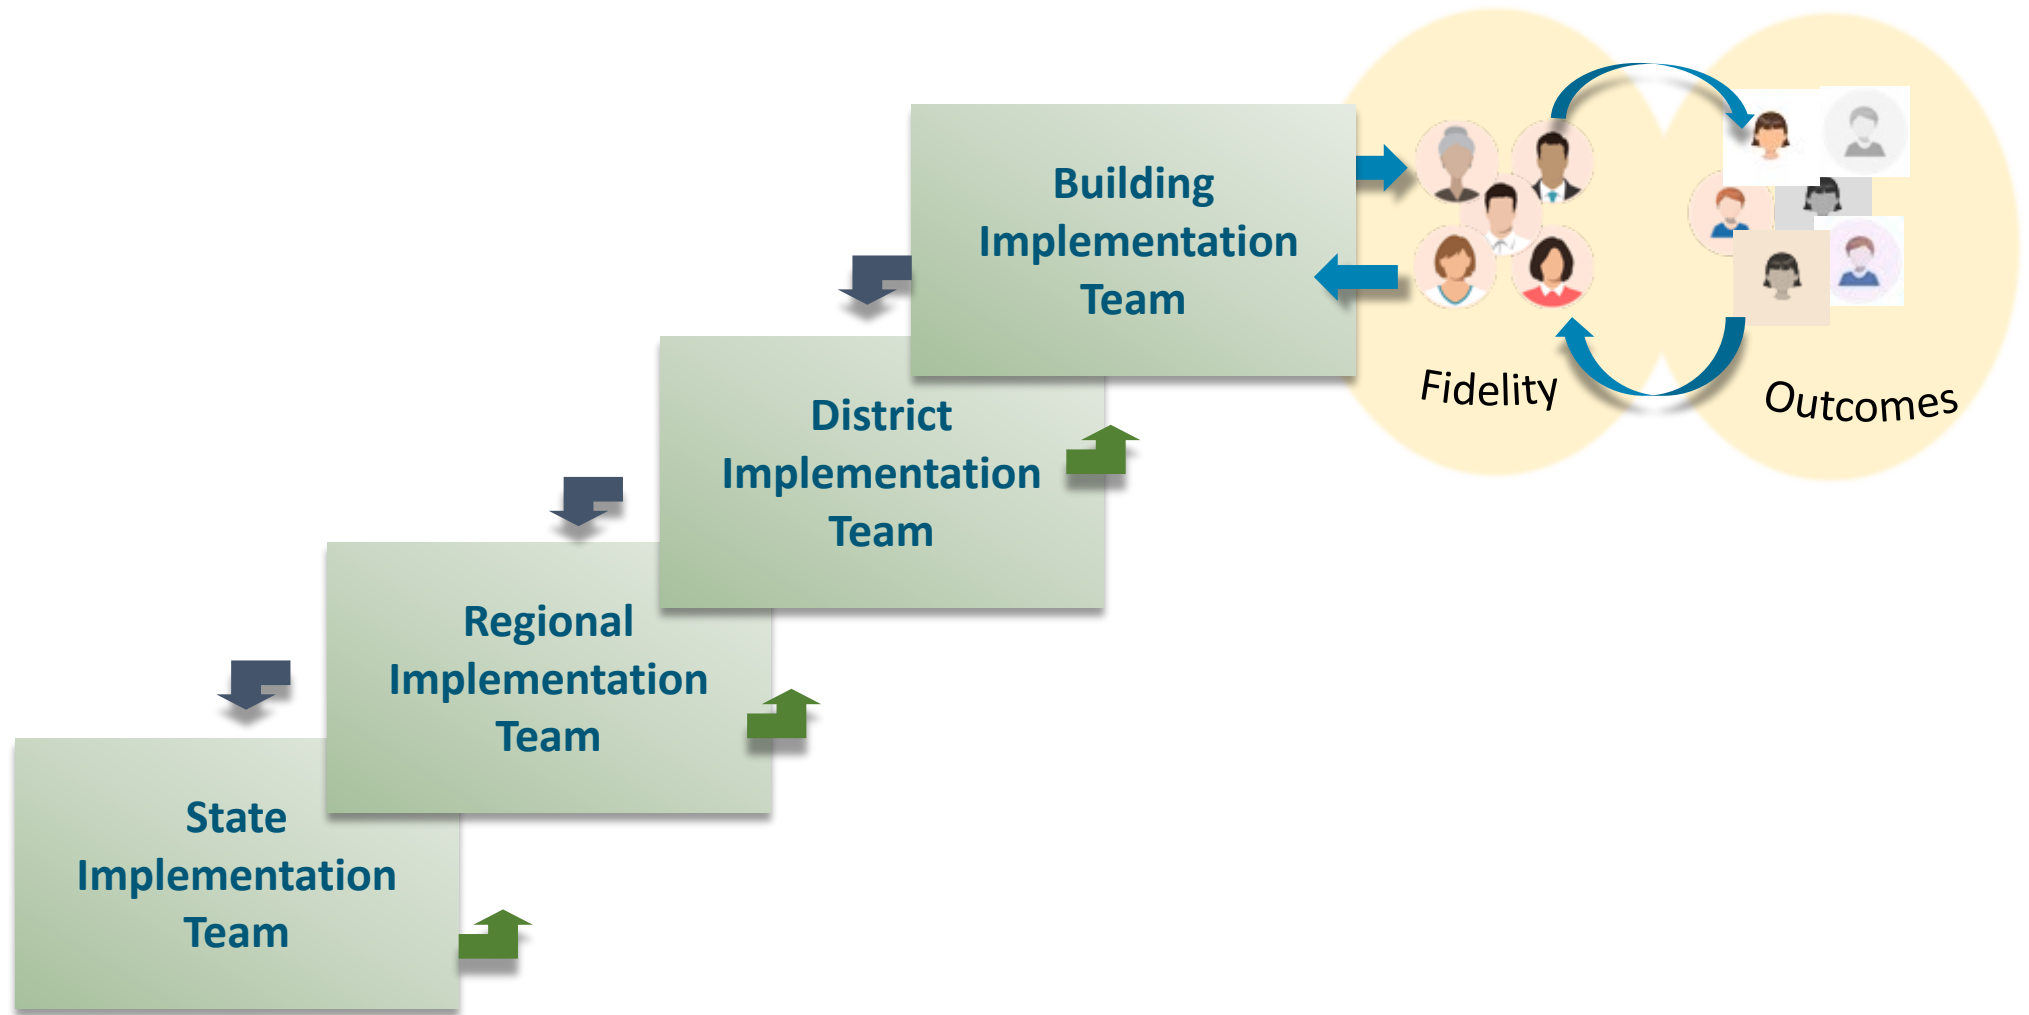 Building
Implementation
Team
Fidelity
Outcomes
District
Implementation
Team
Regional
Implementation
Team
State
Implementation
Team